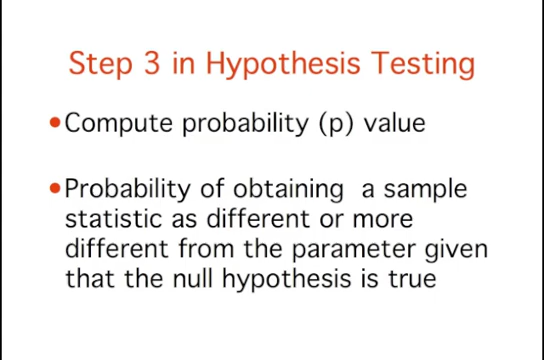 Step 3 in Hypothesis Testing
•Compute probability (p) value
•Probability of obtaining a sample
statistic as different or more
different from the parameter given
that the null hypothesis is true